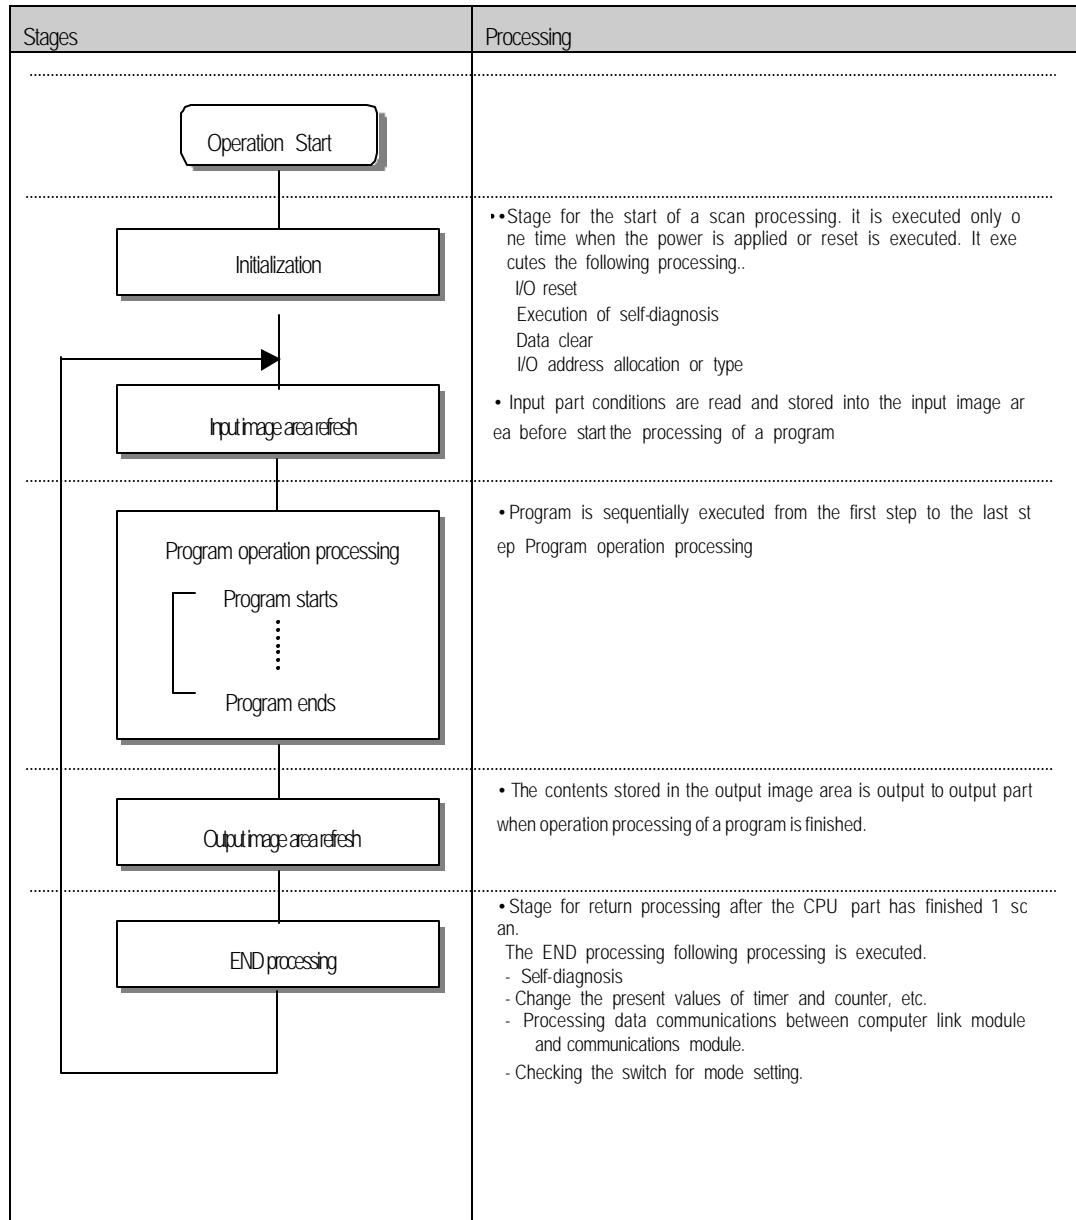 Stages
Processing
Operation Start
Initialization
••Stage for the start of a scan processing. it is executed only o
ne time when the power is applied or reset is executed. It exe
cutes the following processing..
I/O reset
Execution of self-diagnosis
Data clear
I/O address allocation or type
Input image area refresh
• Input part conditions are read and stored into the input image ar
ea before start the processing of a program
Program operation processing
Program starts
Program ends
• Program is sequentially executed from the first step to the last st
ep Program operation processing
Output image area refresh
• The contents stored in the output image area is output to output part
when operation processing of a program is finished.
END processing
• Stage for return processing after the CPU part has finished 1 sc
an.
The END processing following processing is executed.
- Self-diagnosis
- Change the present values of timer and counter, etc.
- Processing data communications between computer link module
and communications module.
- Checking the switch for mode setting.